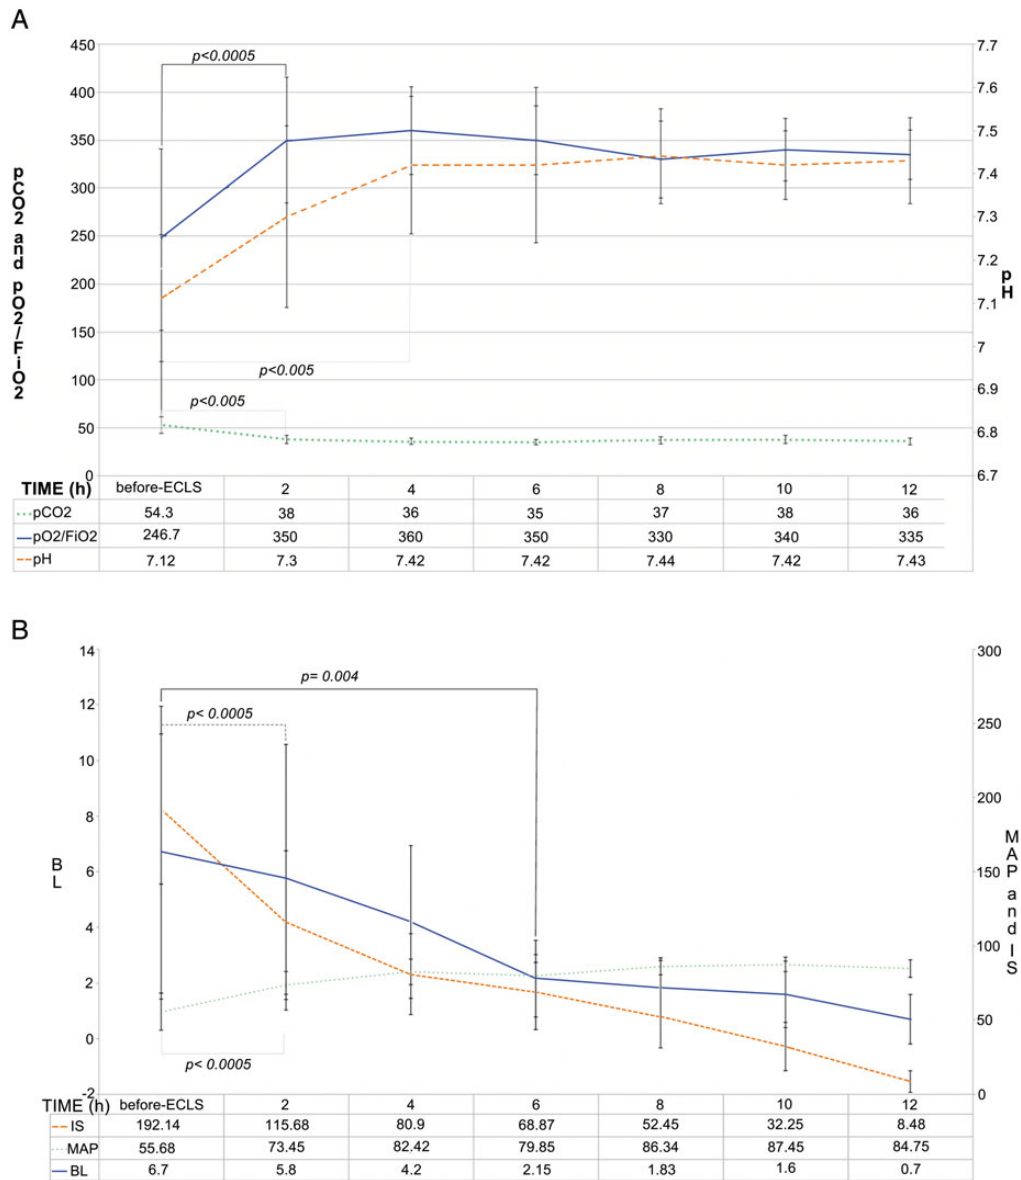 A
450
400
350
300
250
200
150
100
50
0
pCO2 and pO2/FiO2
7.7
7.6
7.5
7.4
7.3
7.2
7.1
7
6.9
6.8
6.7
pH
p<0.0005
p<0.005
p<0.005
TIME (h) before-ECLS 2 4 6 8 10 12
pCO2 54.3 38 36 35 37 38 36
pO2/FiO2 246.7 350 360 350 330 340 335
pH 7.12 7.3 7.42 7.42 7.44 7.42 7.43
B
14
12
10
8
6
4
2
0
-2
BL
300
250
200
150
100
50
0
MAP and IS
p= 0.004
p< 0.0005
p< 0.0005
TIME (h) before-ECLS 2 4 6 8 10 12
IS 192.14 115.68 80.9 68.87 52.45 32.25 8.48
MAP 55.68 73.45 82.42 79.85 86.34 87.45 84.75
BL 6.7 5.8 4.2 2.15 1.83 1.6 0.7